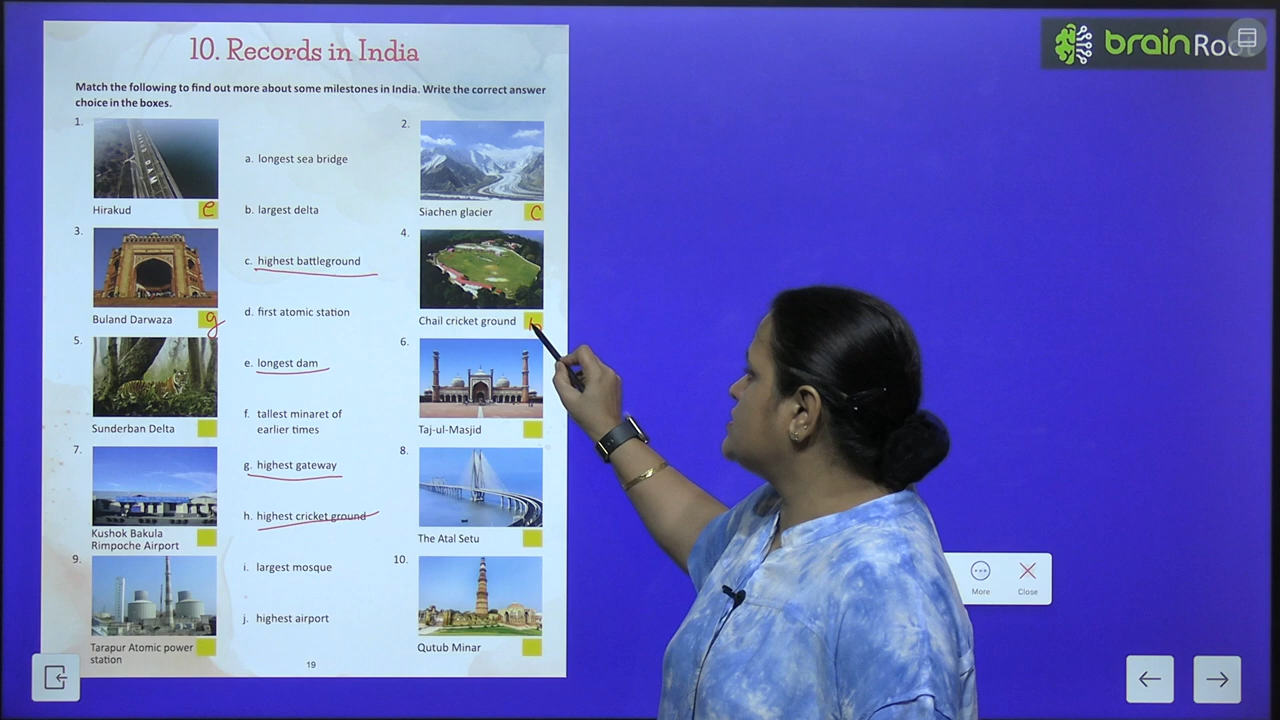 brainRoot
10. Records in India
Match the following to find out more about some milestones in India. Write the correct answer
choice in the boxes.
1.
HIRAKUD DAM
Hirakud e
a. longest sea bridge
2.
Siachen glacier c
b. largest delta
3.
Buland Darwaza g
c. highest battleground
4.
Chail cricket ground
d. first atomic station
5.
Sunderban Delta
e. longest dam
6.
Taj-ul-Masjid
f. tallest minaret of
earlier times
7.
Kushok Bakula
Rimpoche Airport
g. highest gateway
8.
The Atal Setu
h. highest cricket ground
9.
Tarapur Atomic power
station
i. largest mosque
10.
Qutub Minar
j. highest airport
19
More
Close